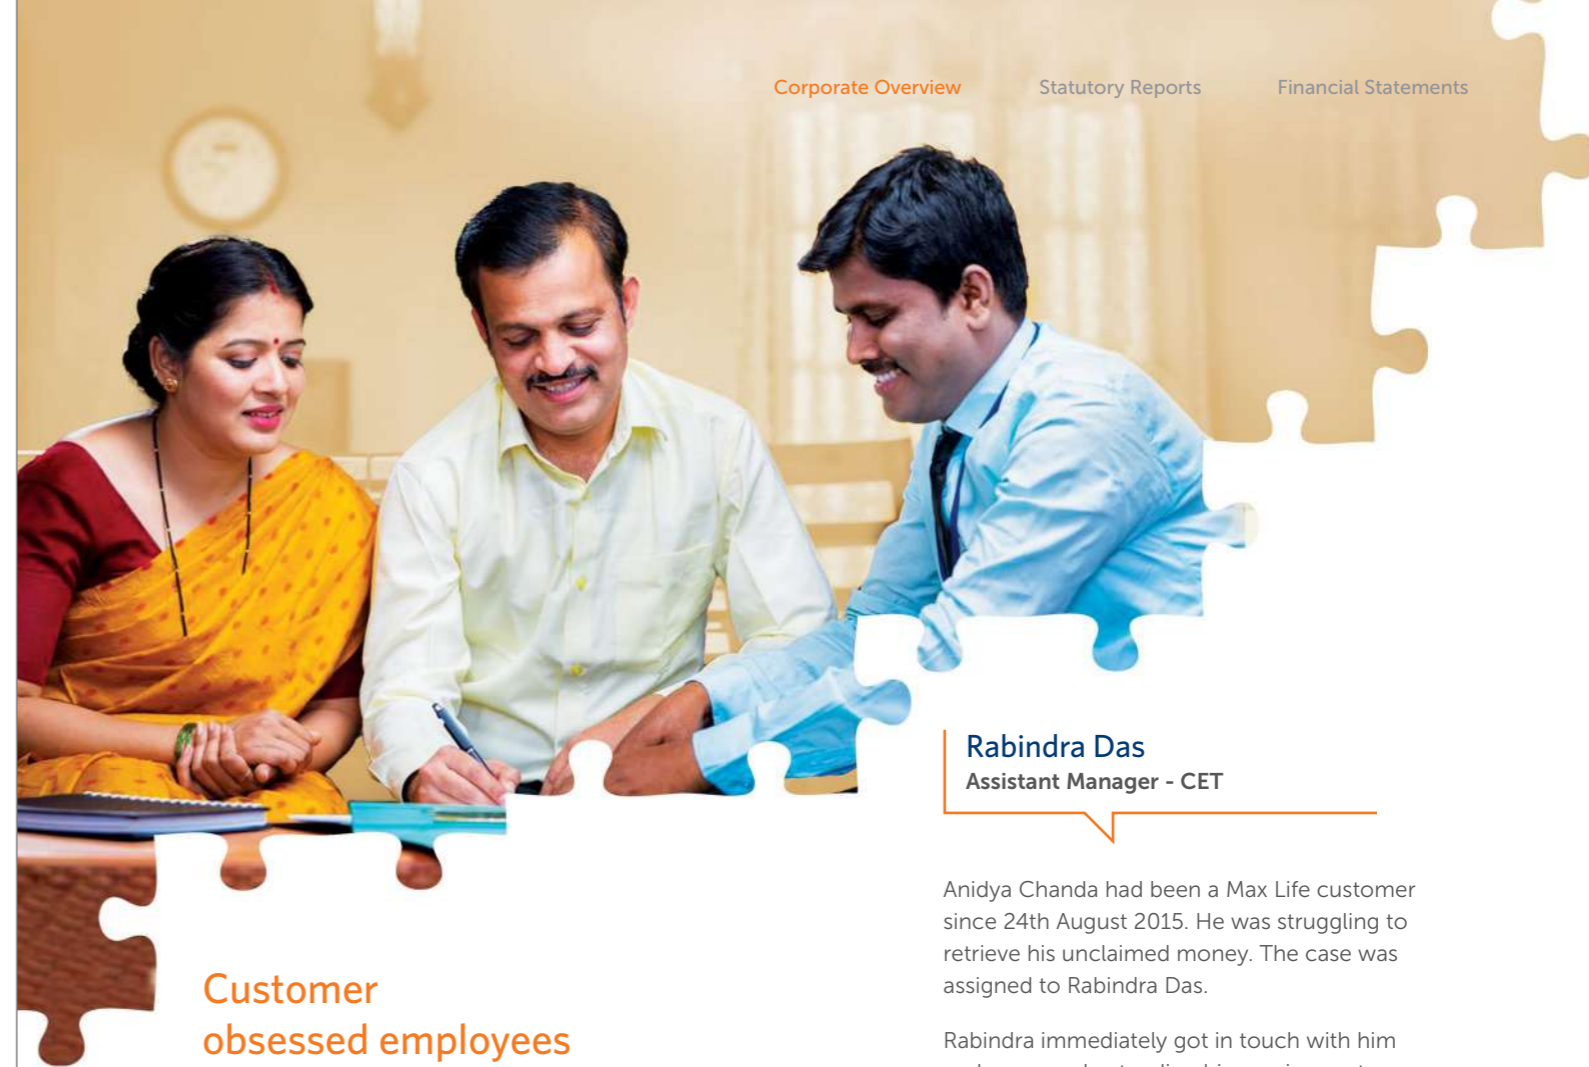 Corporate Overview Statutory Reports Financial Statements
Customer
obsessed employees
Rabindra Das
Assistant Manager - CET
Anidya Chanda had been a Max Life customer
since 24th August 2015. He was struggling to
retrieve his unclaimed money. The case was
assigned to Rabindra Das.
Rabindra immediately got in touch with him